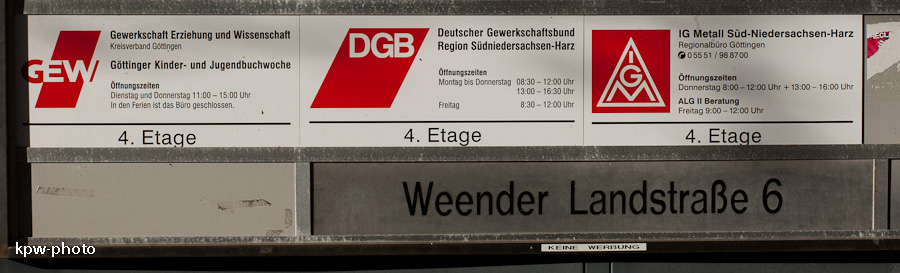 GEW
Gewerkschaft Erziehung und Wissenschaft
Kreisverband Göttingen
Göttinger Kinder- und Jugendbuchwoche
Öffnungszeiten
Dienstag und Donnerstag 11:00 – 15:00 Uhr
In den Ferien ist das Büro geschlossen.
4. Etage
DGB
Deutscher Gewerkschaftsbund
Region Südniedersachsen-Harz
Öffnungszeiten
Montag bis Donnerstag 08:30 – 12:00 Uhr
13:00 – 16:30 Uhr
Freitag 8:30 – 12:00 Uhr
4. Etage
IGM
IG Metall Süd-Niedersachsen-Harz
Regionalbüro Göttingen
0 55 51 / 98 87 00
Öffnungszeiten
Donnerstag 8:00 – 12:00 Uhr + 13:00 – 16:00 Uhr
ALG II Beratung
Freitag 9:00 – 12:00 Uhr
4. Etage
Weender Landstraße 6
KEINE WERBUNG
kpw-photo